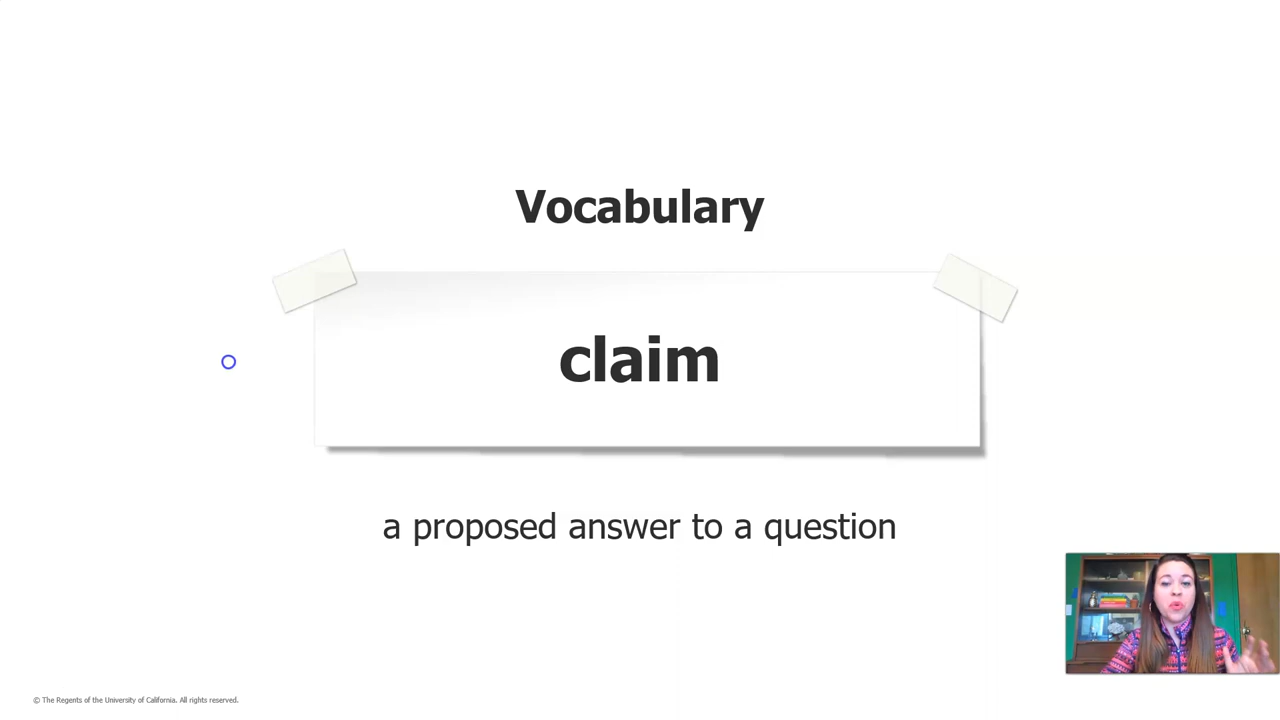 Vocabulary
claim
a proposed answer to a question
© The Regents of the University of California. All rights reserved.